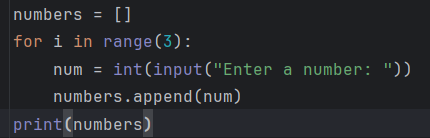 numbers = []
for i in range(3):
    num = int(input("Enter a number: "))
    numbers.append(num)
print(numbers)